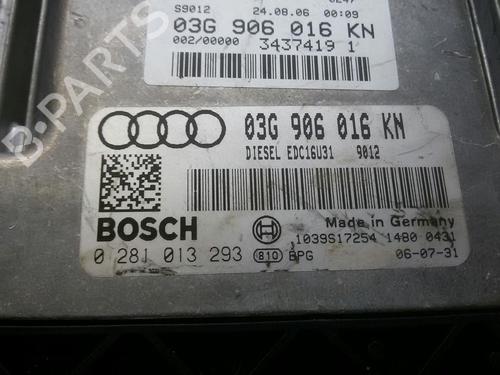 S9012 24.08.06 00:09
03G 906 016 KN
002/00000 3437419 1
03G 906 016 KN
DIESEL EDC16U31 9012
BOSCH
Made in Germany
1039S17254 1480 0431
0 281 013 293 810 BPG 06-07-31
B-PARTS